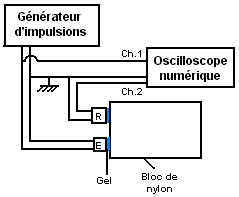 Générateur
d'impulsions
Ch.1
Oscilloscope
numérique
Ch.2
R
E
Gel
Bloc de
nylon